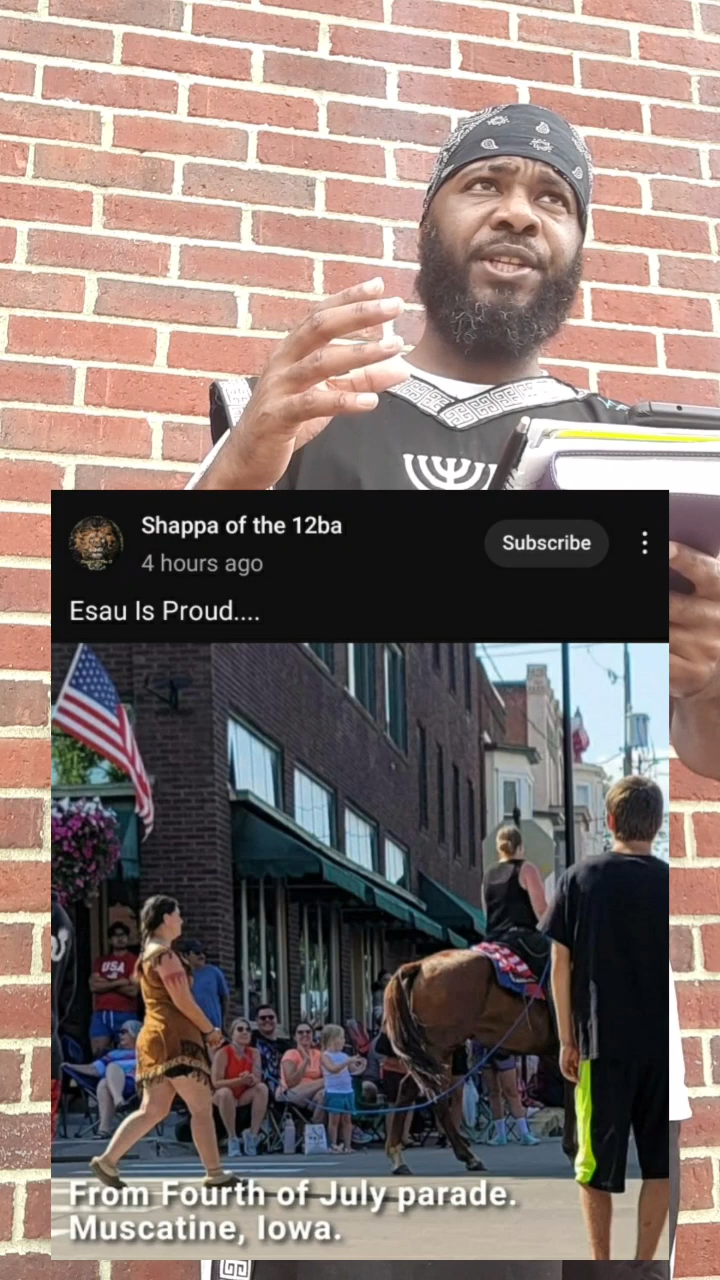 Shappa of the 12ba
4 hours ago
Subscribe
Esau Is Proud....
USA
From Fourth of July parade.
Muscatine, Iowa.